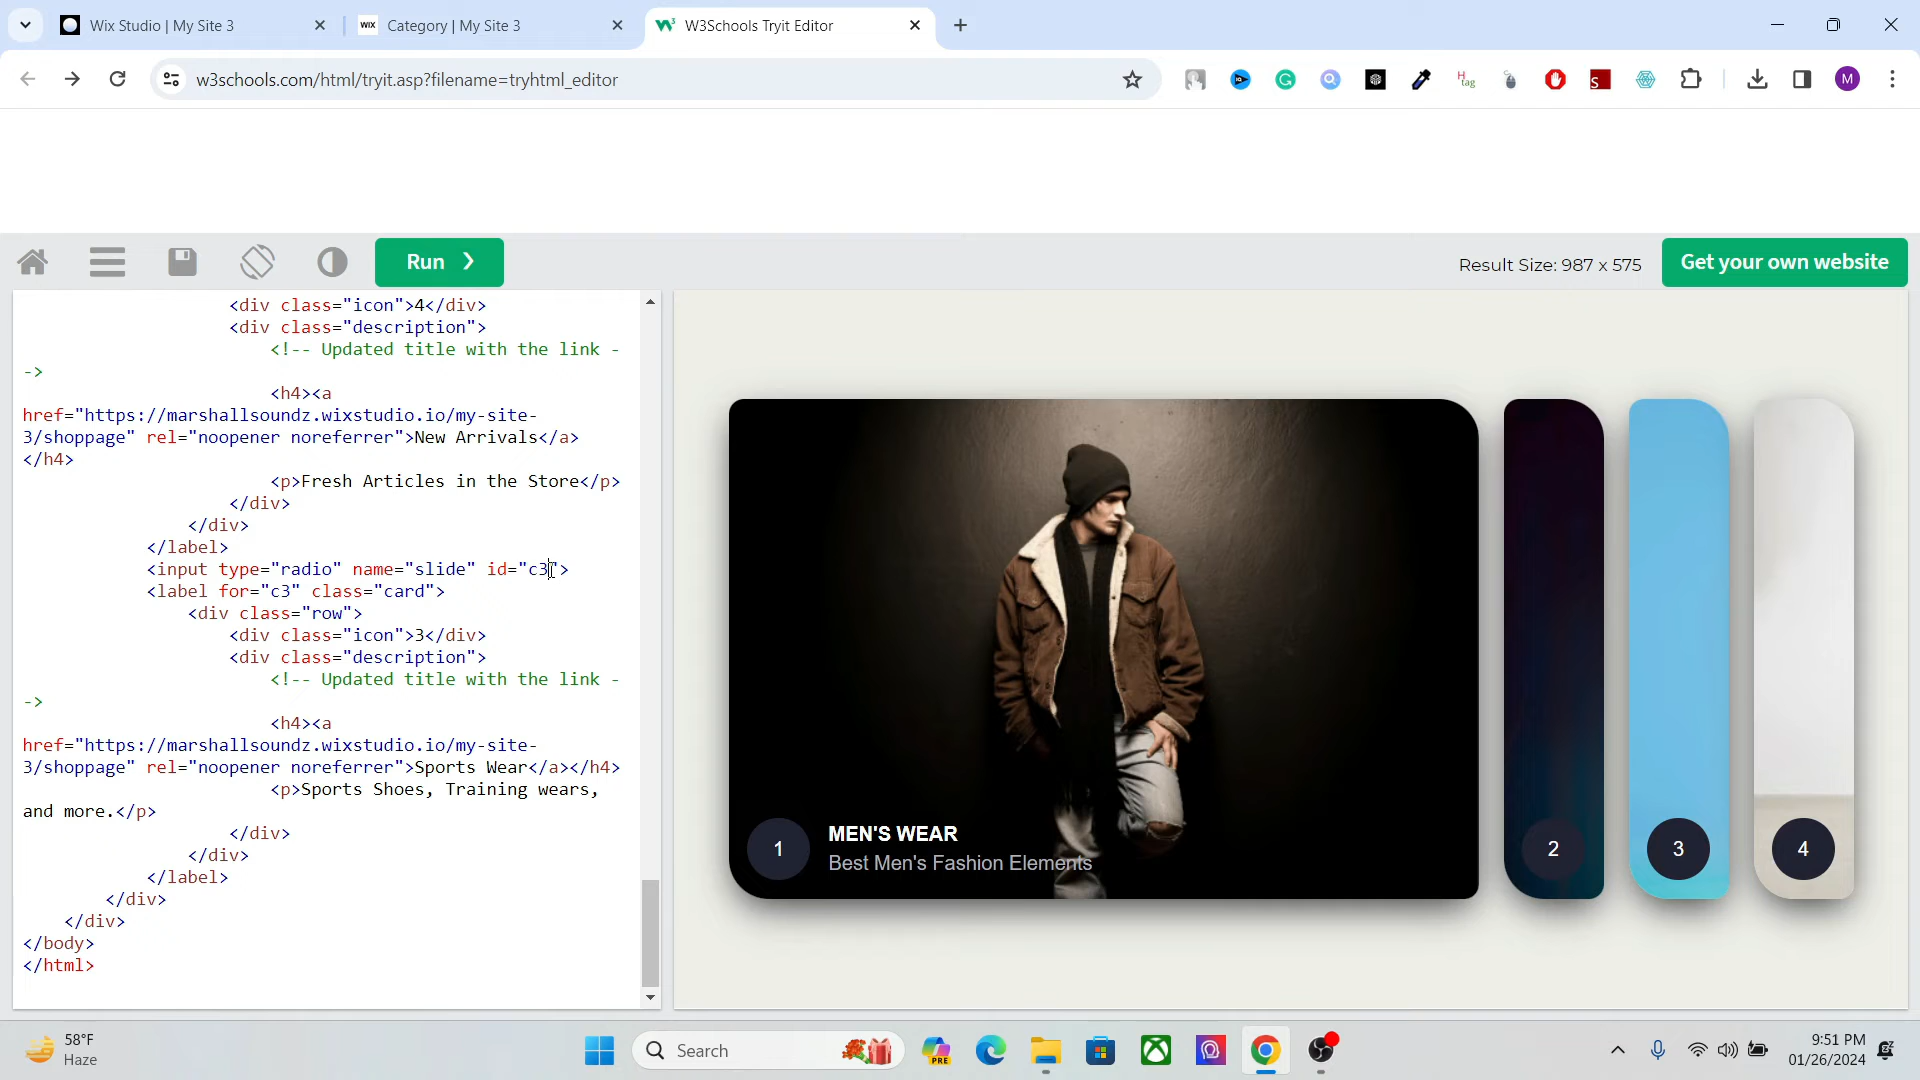 Wix Studio | My Site 3
WIX Category | My Site 3
W3Schools Tryit Editor
w3schools.com/html/tryit.asp?filename=tryhtml_editor
H tag
S
M
Run ❯
Result Size: 987 x 575
Get your own website
<div class="icon">4</div>
<div class="description">
<!-- Updated title with the link -
->
<h4><a
href="https://marshallsoundz.wixstudio.io/my-site-
3/shoppage" rel="noopener noreferrer">New Arrivals</a>
</h4>
<p>Fresh Articles in the Store</p>
</div>
</div>
</label>
<input type="radio" name="slide" id="c3">
<label for="c3" class="card">
<div class="row">
<div class="icon">3</div>
<div class="description">
<!-- Updated title with the link -
->
<h4><a
href="https://marshallsoundz.wixstudio.io/my-site-
3/shoppage" rel="noopener noreferrer">Sports Wear</a></h4>
<p>Sports Shoes, Training wears,
and more.</p>
</div>
</div>
</label>
</div>
</div>
</body>
</html>
1
MEN'S WEAR
Best Men's Fashion Elements
2
3
4
58°F
Haze
Search
PRE
9:51 PM
01/26/2024